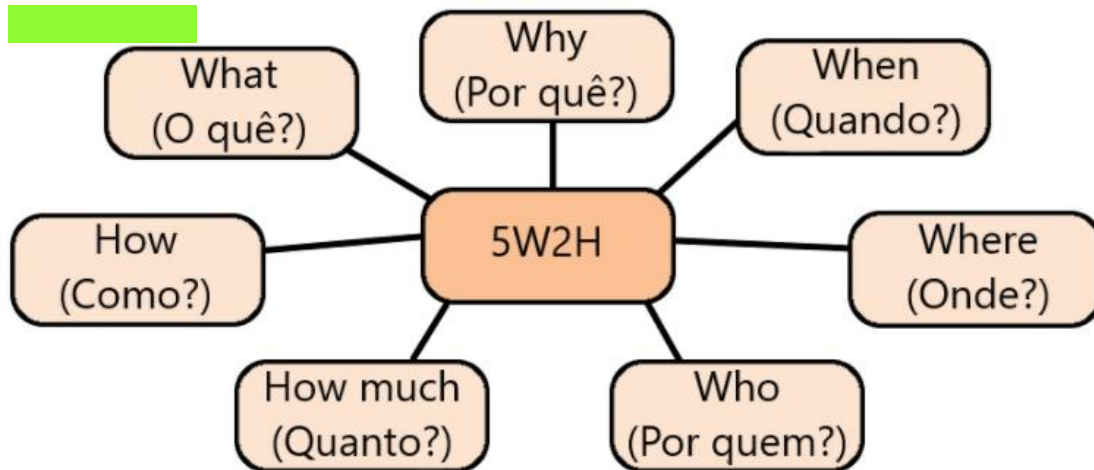 Why
(Por quê?)
What
(O quê?)
When
(Quando?)
How
(Como?)
5W2H
Where
(Onde?)
How much
(Quanto?)
Who
(Por quem?)